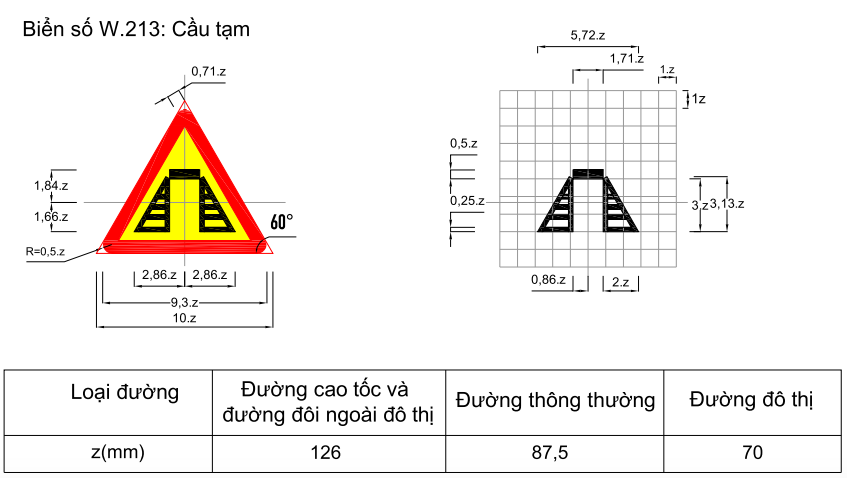 Biển số W.213: Cầu tạm
0,71.z
1,84.z
1,66.z
60°
R=0,5.z
2,86.z 2,86.z
9,3.z
10.z
5,72.z
1,71.z
1.z
1z
0,5.z
0,25.z
3.z 3,13.z
0,86.z 2.z
Loại đường Đường cao tốc và đường đôi ngoài đô thị Đường thông thường Đường đô thị
z(mm) 126 87,5 70